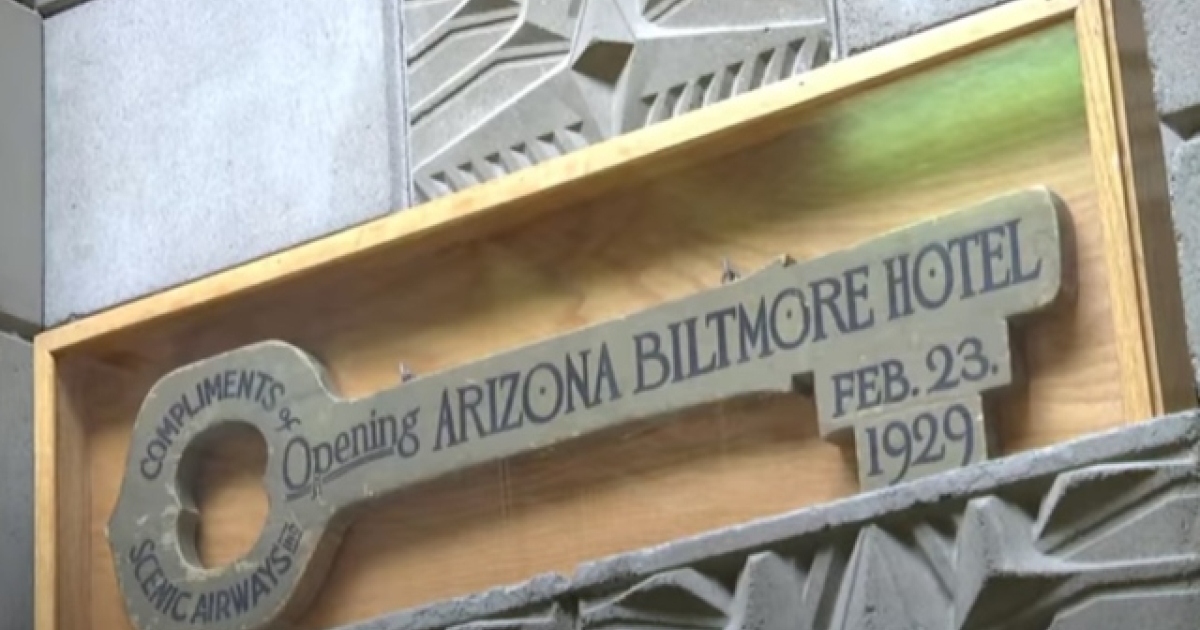 COMPLIMENTS of
SCENIC AIRWAYS INC
Opening ARIZONA BILTMORE HOTEL
FEB. 23.
1929